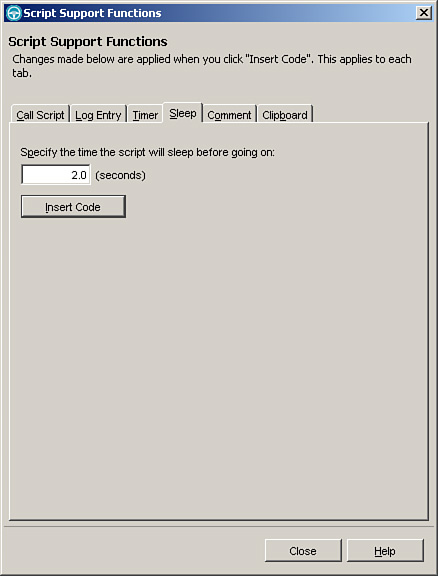 Script Support Functions
Script Support Functions
Changes made below are applied when you click "Insert Code". This applies to each
tab.
Call Script Log Entry Timer Sleep Comment Clipboard
Specify the time the script will sleep before going on:
2.0 (seconds)
Insert Code
Close Help